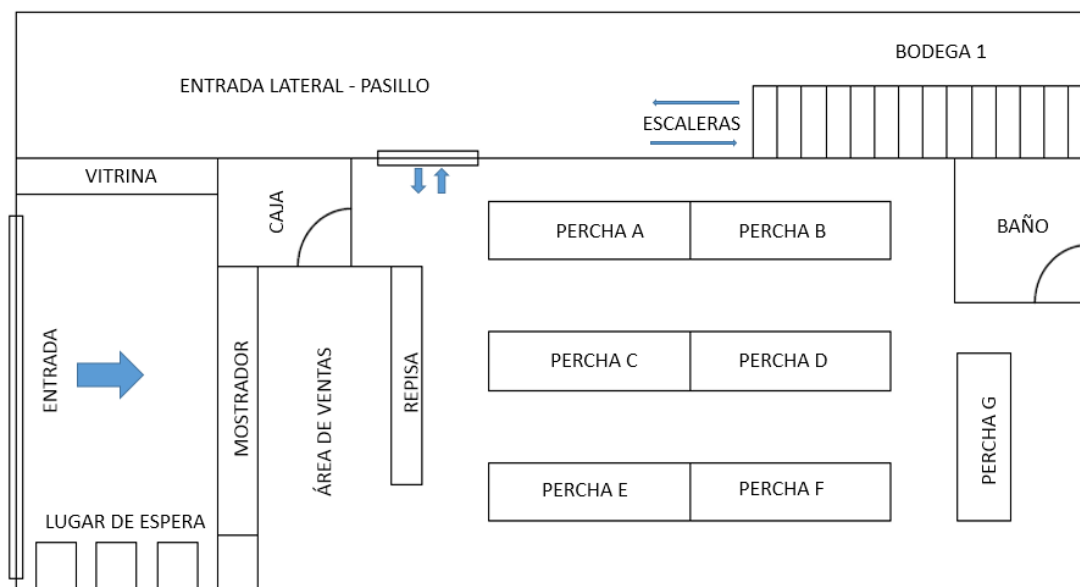 BODEGA 1
ENTRADA LATERAL - PASILLO
ESCALERAS
VITRINA
CAJA
PERCHA A
PERCHA B
BAÑO
ENTRADA
MOSTRADOR
ÁREA DE VENTAS
REPISA
PERCHA C
PERCHA D
PERCHA G
PERCHA E
PERCHA F
LUGAR DE ESPERA